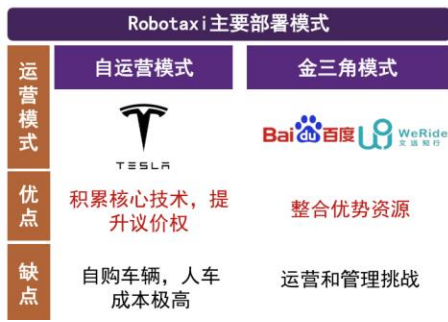 Robotaxi主要部署模式
运营模式
自运营模式
金三角模式
TESLA
Bai du 百度
WeRide
文远知行
优点
积累核心技术，提
升议价权
整合优势资源
缺点
自购车辆，人车
成本极高
运营和管理挑战